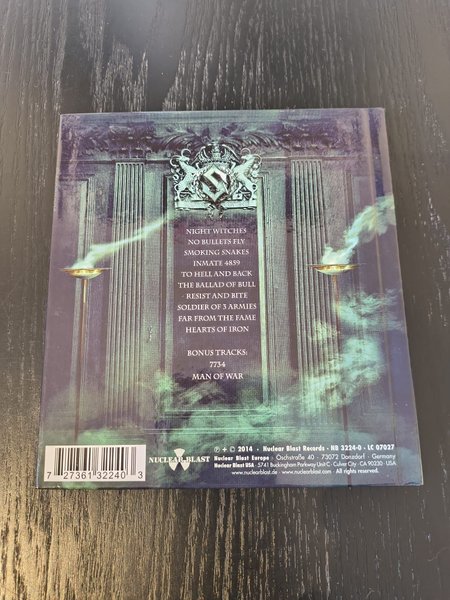 S
NIGHT WITCHES
NO BULLETS FLY
SMOKING SNAKES
INMATE 4859
TO HELL AND BACK
THE BALLAD OF BULL
RESIST AND BITE
SOLDIER OF 3 ARMIES
FAR FROM THE FAME
HEARTS OF IRON
BONUS TRACKS:
7734
MAN OF WAR
7 27361 32240 3
NUCLEAR BLAST
℗ + © 2014 · Nuclear Blast Records · NB 3224-0 · LC 07027
Nuclear Blast Europe · Oschstraße 40 · 73072 Donzdorf · Germany
Nuclear Blast USA · 5741 Buckingham Parkway Unit C · Culver City · CA 90230 · USA
www.nuclearblast.de · www.nuclearblast.com · All rights reserved.